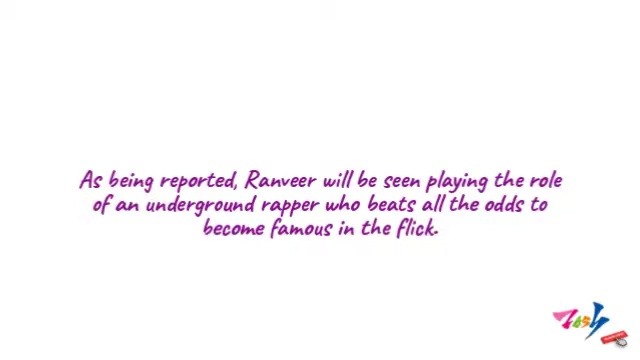 As being reported, Ranveer will be seen playing the role
of an underground rapper who beats all the odds to
become famous in the flick.